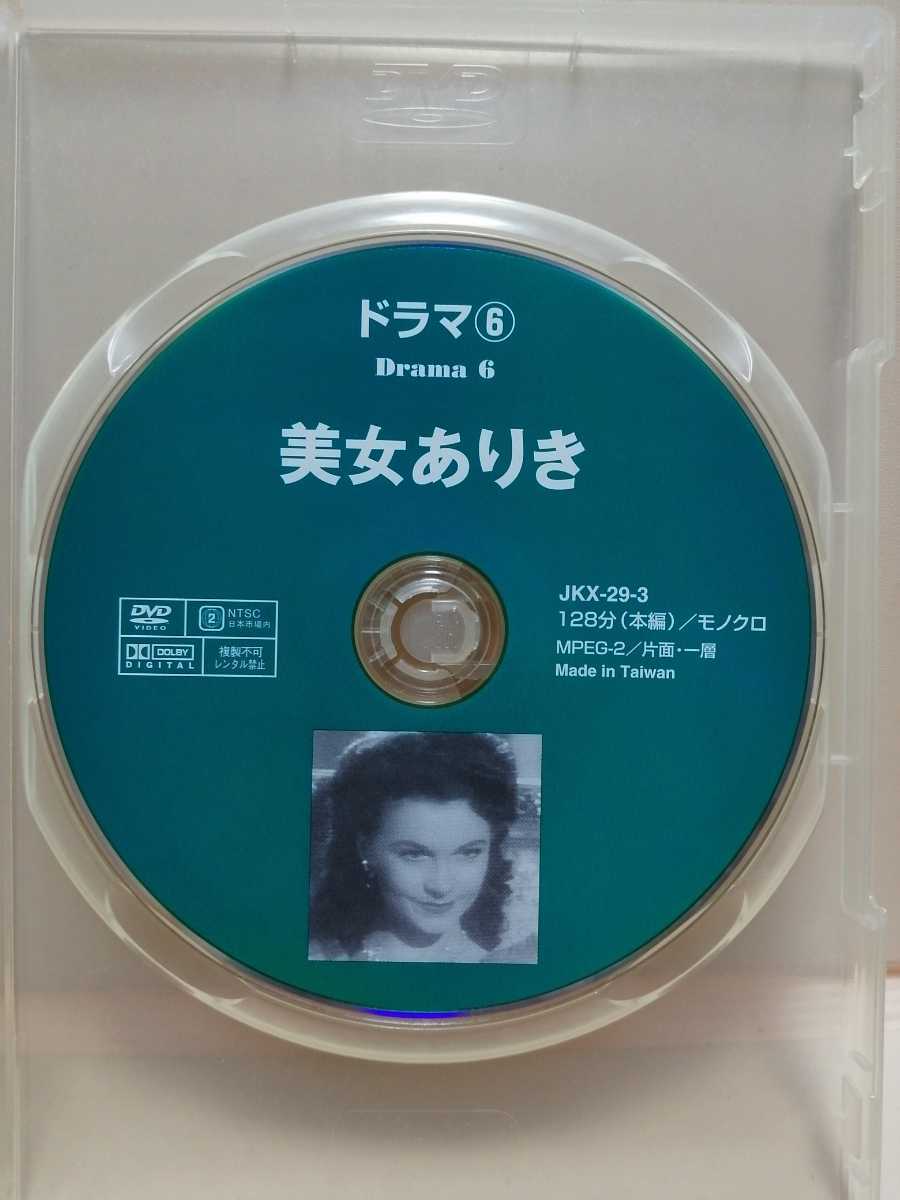 DVD
ドラマ⑥
Drama 6
美女ありき
DVD
VIDEO
2
NTSC
日本市場内
DOLBY
DIGITAL
複製不可
レンタル禁止
JKX-29-3
128分(本編)/モノクロ
MPEG-2/片面・一層
Made in Taiwan